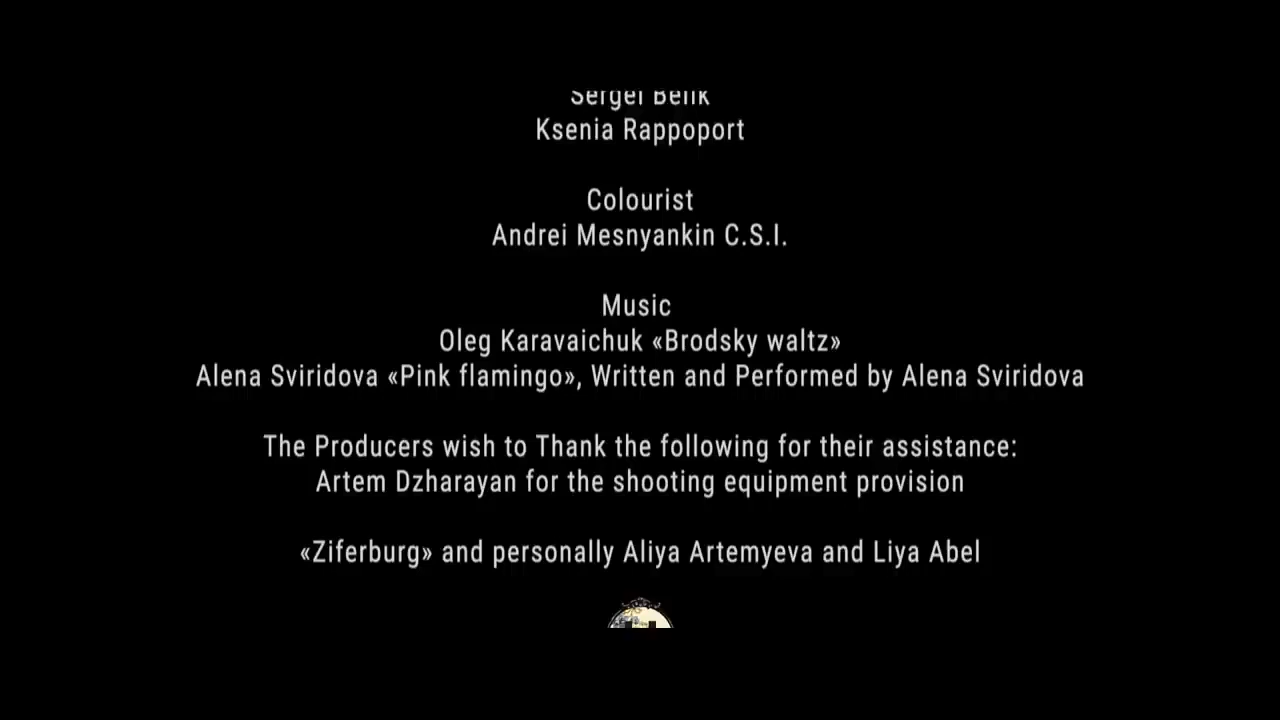 Sergei Belik
Ksenia Rappoport
Colourist
Andrei Mesnyankin C.S.I.
Music
Oleg Karavaichuk «Brodsky waltz»
Alena Sviridova «Pink flamingo», Written and Performed by Alena Sviridova
The Producers wish to Thank the following for their assistance:
Artem Dzharayan for the shooting equipment provision
«Ziferburg» and personally Aliya Artemyeva and Liya Abel